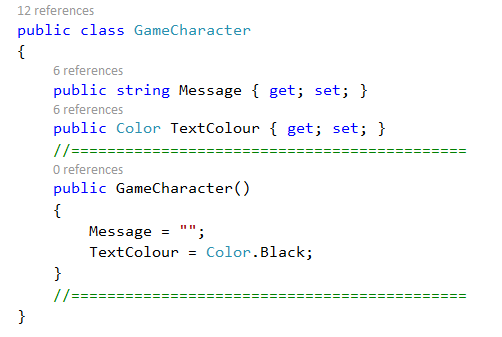 12 references
public class GameCharacter
{
6 references
public string Message { get; set; }
6 references
public Color TextColour { get; set; }
//============================================
0 references
public GameCharacter()
{
Message = "";
TextColour = Color.Black;
}
//============================================
}